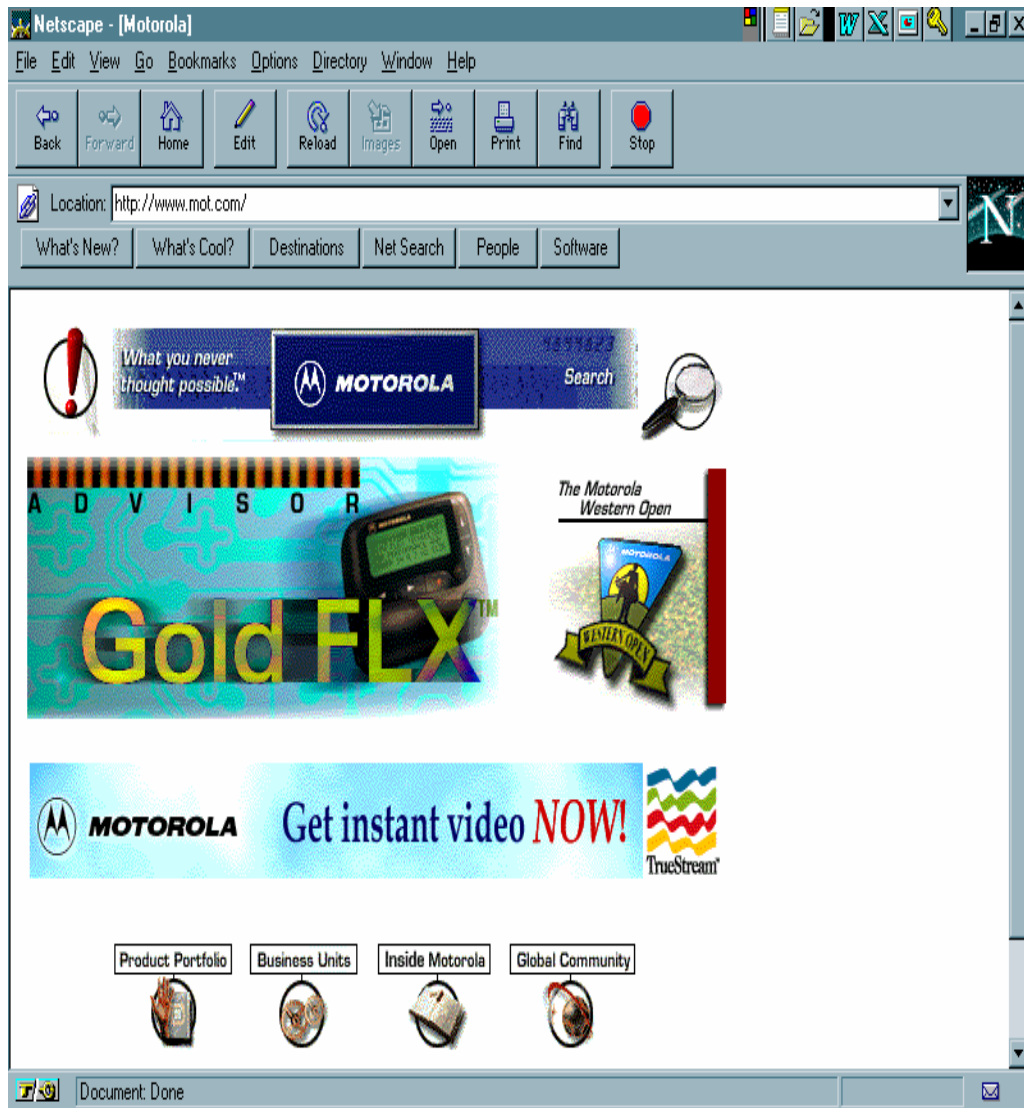 Netscape - [Motorola]
File Edit View Go Bookmarks Options Directory Window Help
Back Forward Home Edit Reload Images Open Print Find Stop
Location: http://www.mot.com/
N
What's New? What's Cool? Destinations Net Search People Software
What you never
thought possible.™
MOTOROLA
Search
ADVISOR
Gold FLX™
The Motorola
Western Open
MOTOROLA
WESTERN OPEN
MOTOROLA
Get instant video NOW!
TrueStream
Product Portfolio Business Units Inside Motorola Global Community
Document: Done